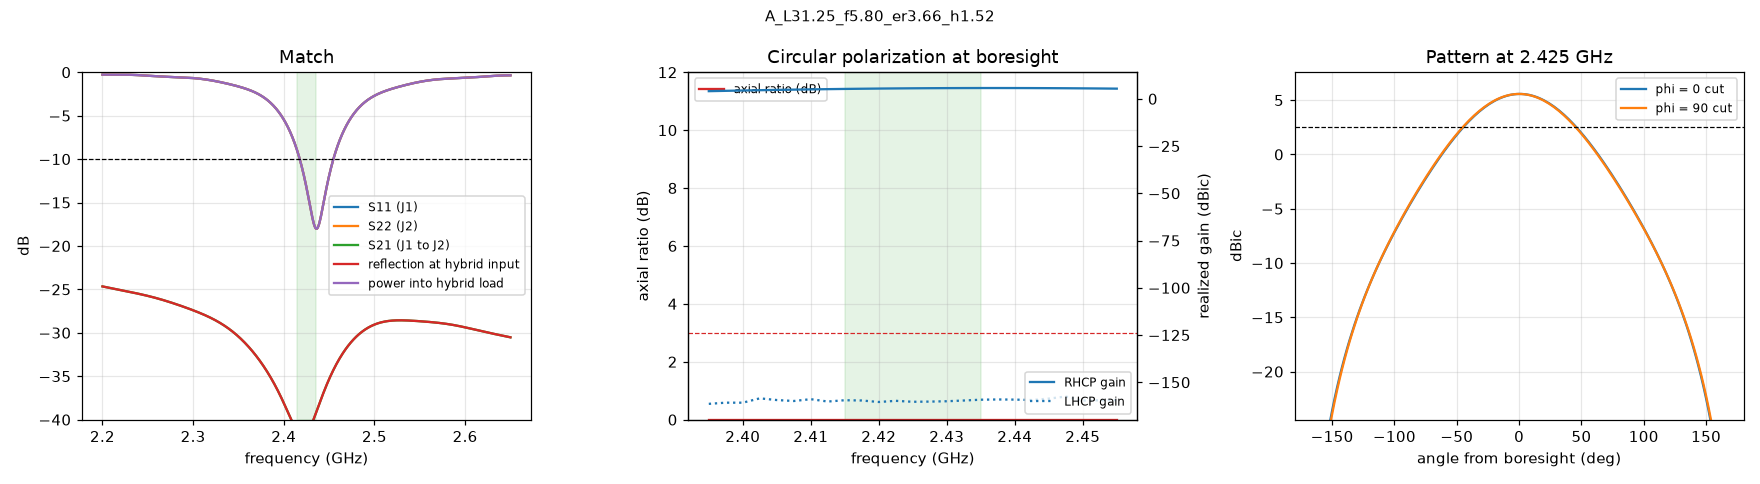 A_L31.25_f5.80_er3.66_h1.52
Match
0
−5
−10
−15
−20
−25
−30
−35
−40
dB
2.2
2.3
2.4
2.5
2.6
frequency (GHz)
S11 (J1)
S22 (J2)
S21 (J1 to J2)
reflection at hybrid input
power into hybrid load
Circular polarization at boresight
12
10
8
6
4
2
0
axial ratio (dB)
axial ratio (dB)
2.40
2.41
2.42
2.43
2.44
2.45
frequency (GHz)
0
−25
−50
−75
−100
−125
−150
realized gain (dBic)
RHCP gain
LHCP gain
Pattern at 2.425 GHz
5
0
−5
−10
−15
−20
dBic
−150
−100
−50
0
50
100
150
angle from boresight (deg)
phi = 0 cut
phi = 90 cut